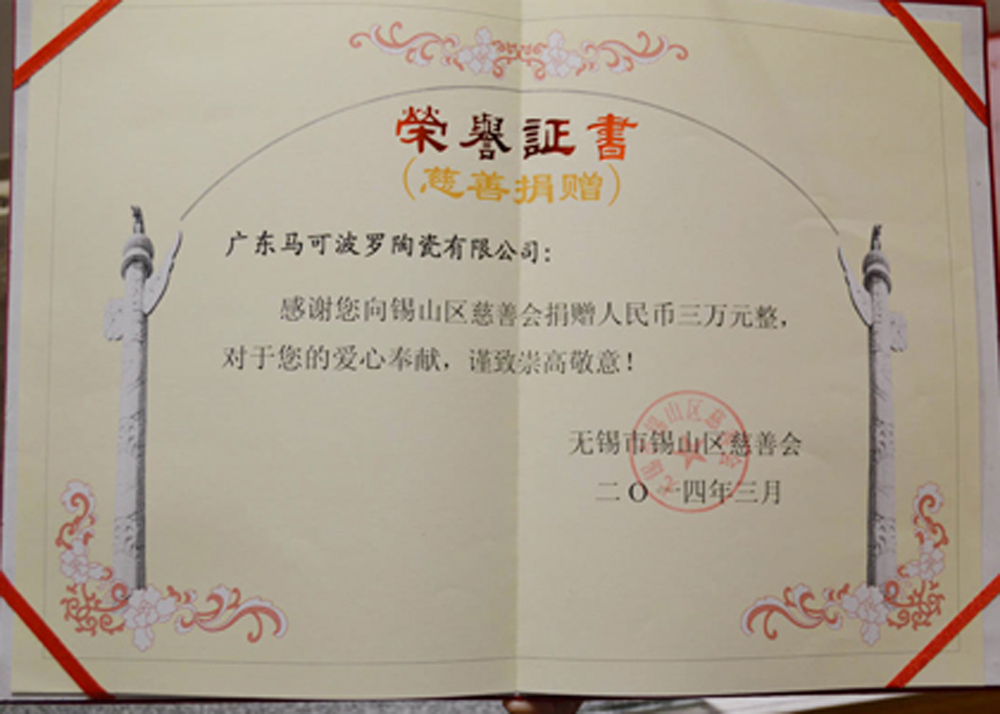 榮譽証書
(慈善捐赠)
广东马可波罗陶瓷有限公司:
感谢您向锡山区慈善会捐赠人民币三万元整,
对于您的爱心奉献,谨致崇高敬意!
无锡市锡山区慈善会
二O一四年三月